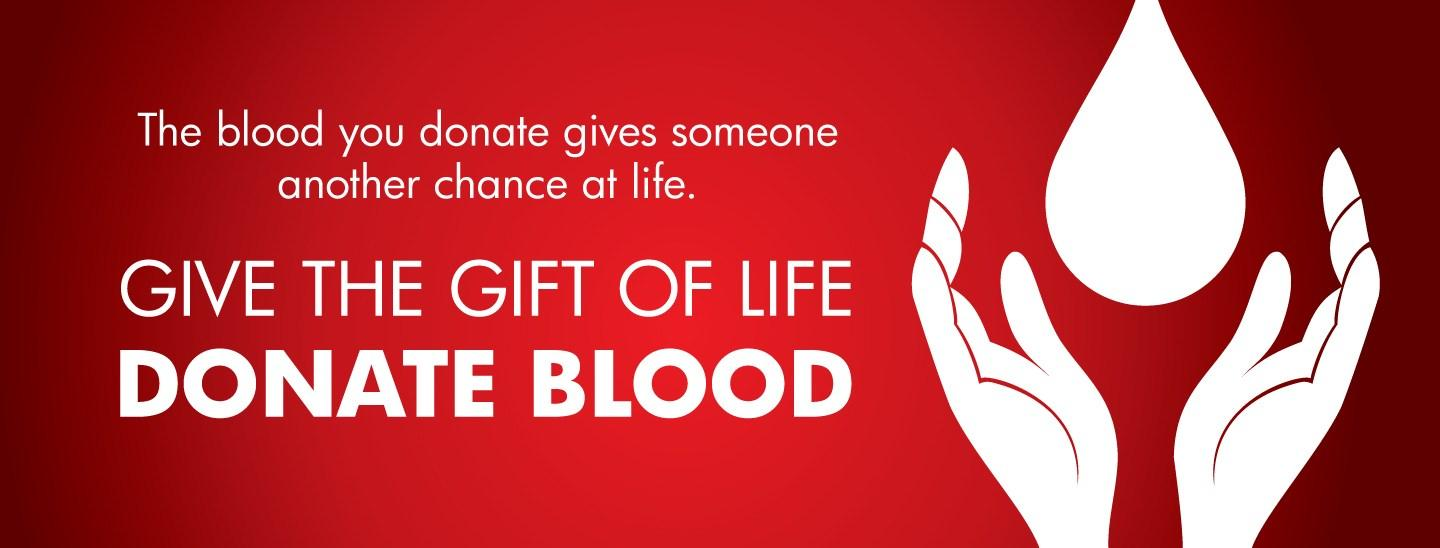 The blood you donate gives someone
another chance at life.
GIVE THE GIFT OF LIFE
DONATE BLOOD